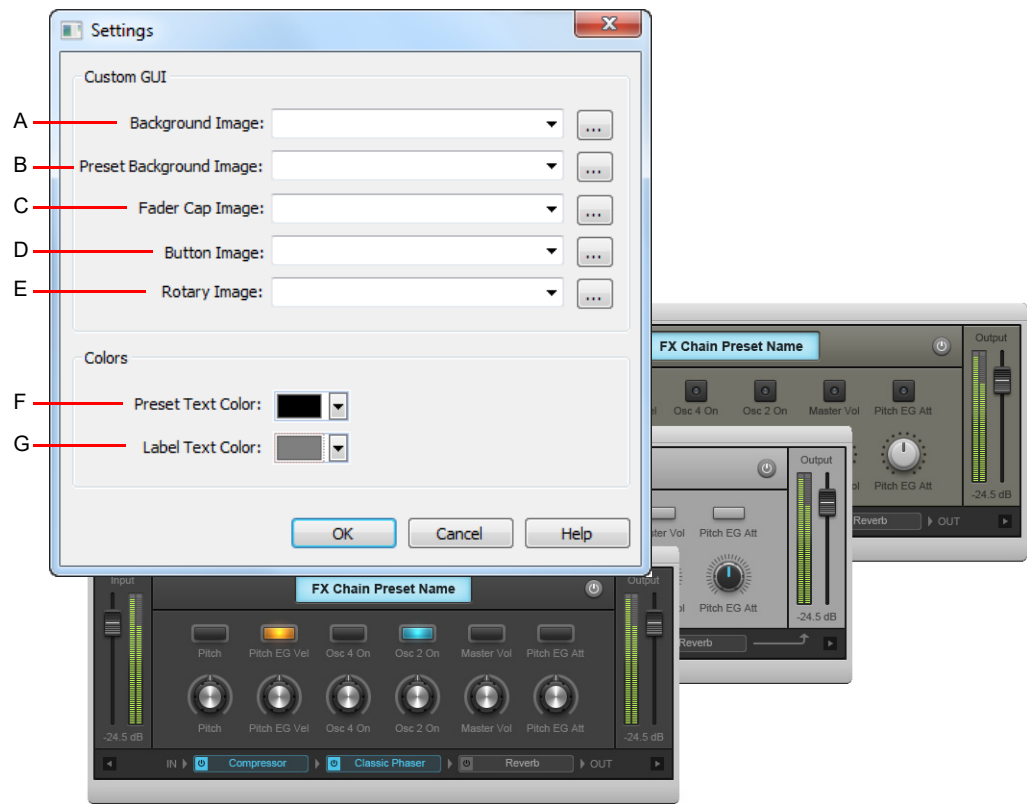 Settings
Custom GUI
A Background Image: ...
B Preset Background Image: ...
C Fader Cap Image: ...
D Button Image: ...
E Rotary Image: ...
Colors
F Preset Text Color:
G Label Text Color:
OK Cancel Help
FX Chain Preset Name Output
Osc 4 On Osc 2 On Master Vol Pitch EG Att
Pitch EG Att
-24.5 dB
Reverb OUT
Output
Pitch EG Att
Pitch EG Att
-24.5 dB
Reverb
Input FX Chain Preset Name Output
Pitch Pitch EG Vel Osc 4 On Osc 2 On Master Vol Pitch EG Att
Pitch Pitch EG Vel Osc 4 On Osc 2 On Master Vol Pitch EG Att
-24.5 dB -24.5 dB
IN Compressor Classic Phaser Reverb OUT